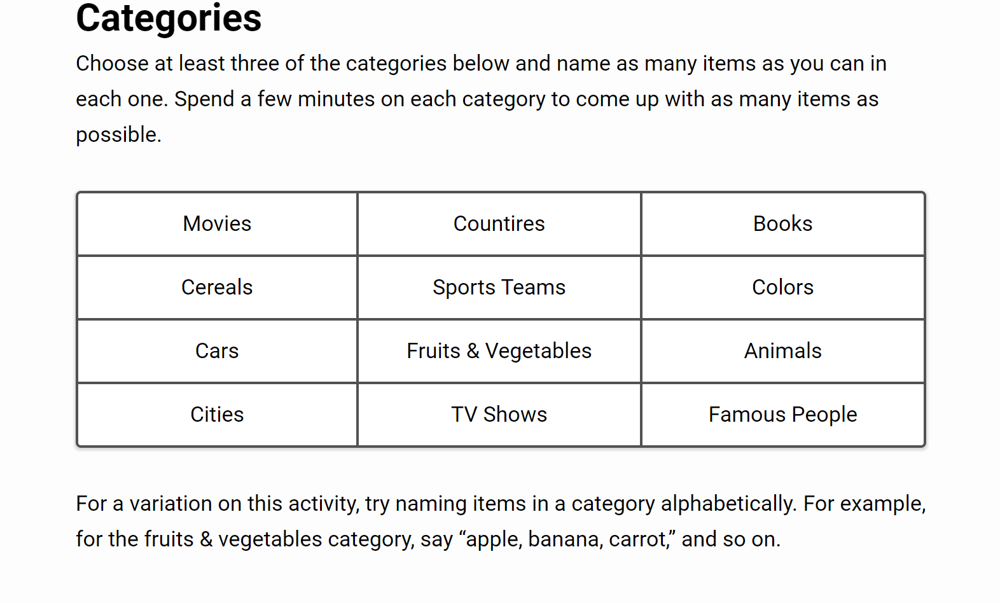 Categories
Choose at least three of the categories below and name as many items as you can in
each one. Spend a few minutes on each category to come up with as many items as
possible.
Movies Countires Books
Cereals Sports Teams Colors
Cars Fruits & Vegetables Animals
Cities TV Shows Famous People
For a variation on this activity, try naming items in a category alphabetically. For example,
for the fruits & vegetables category, say “apple, banana, carrot,” and so on.